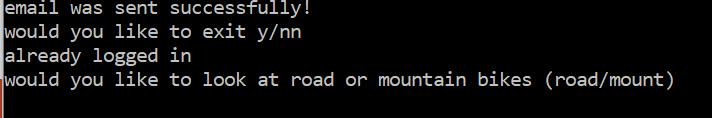 email was sent successfully!
would you like to exit y/nn
already logged in
would you like to look at road or mountain bikes (road/mount)